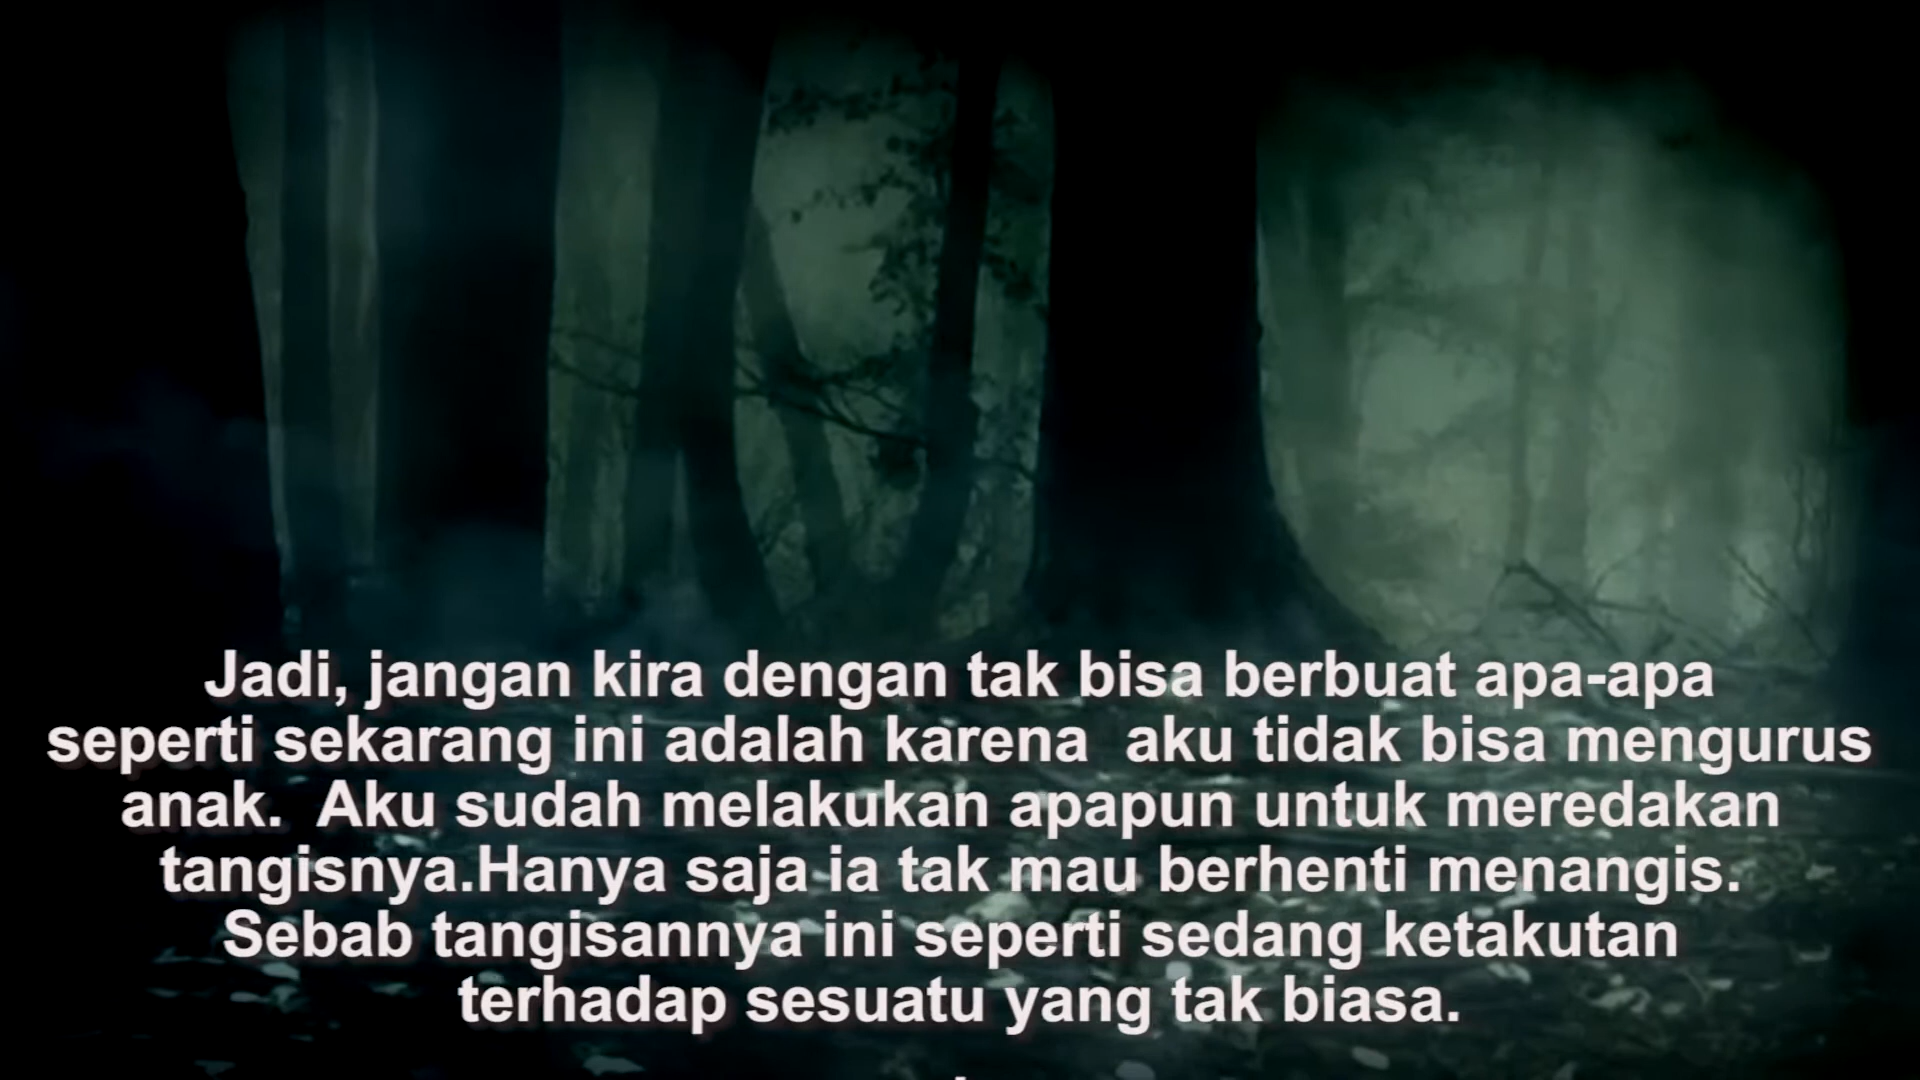 Jadi, jangan kira dengan tak bisa berbuat apa-apa
seperti sekarang ini adalah karena  aku tidak bisa mengurus
anak.  Aku sudah melakukan apapun untuk meredakan
tangisnya.Hanya saja ia tak mau berhenti menangis.
Sebab tangisannya ini seperti sedang ketakutan
terhadap sesuatu yang tak biasa.